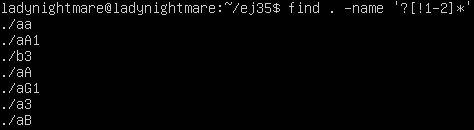 ladynightmare@ladynightmare:~/ej35$ find . -name '?[!1-2]*'
./aa
./aA1
./b3
./aA
./aG1
./a3
./aB